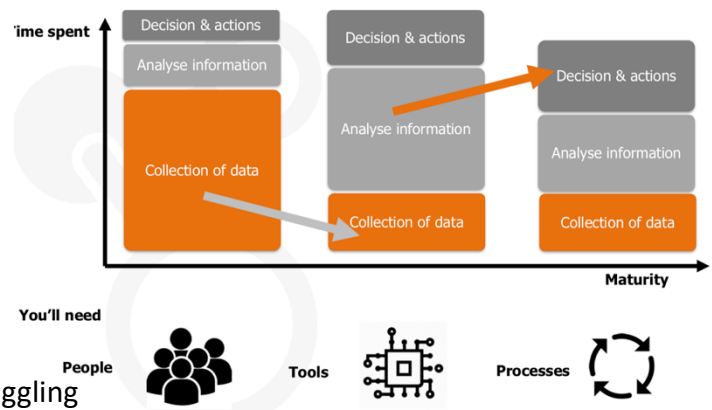 ime spent
Decision & actions
Analyse information
Collection of data
Decision & actions
Analyse information
Collection of data
Decision & actions
Analyse information
Collection of data
Maturity
You'll need
People
Tools
Processes
ggling